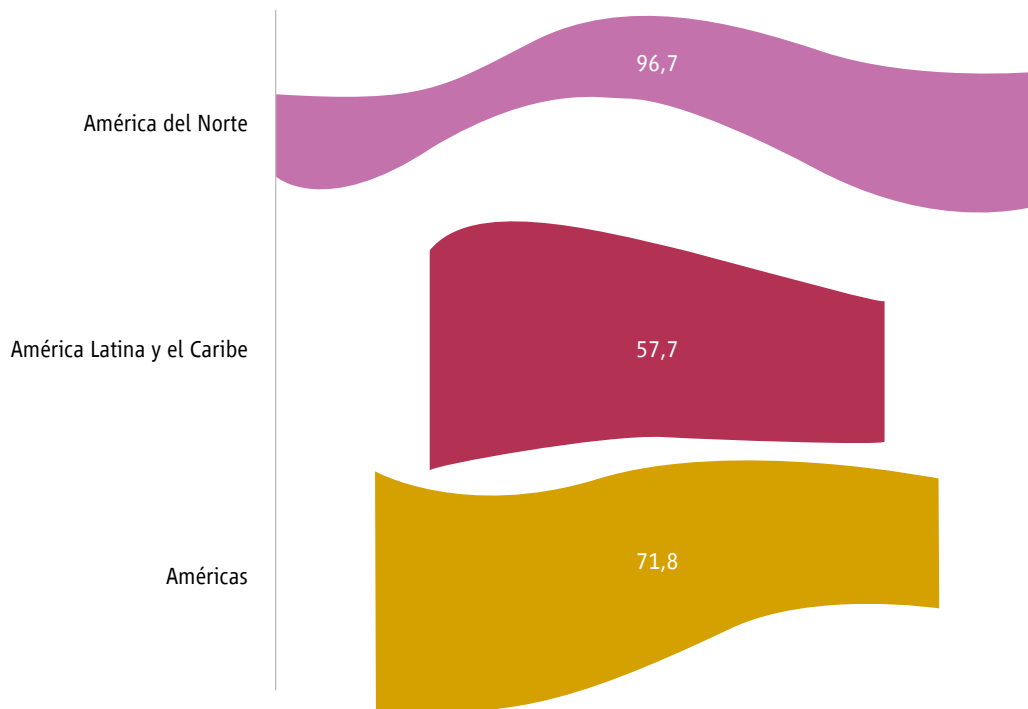 96,7
América del Norte
América Latina y el Caribe
57,7
71,8
Américas